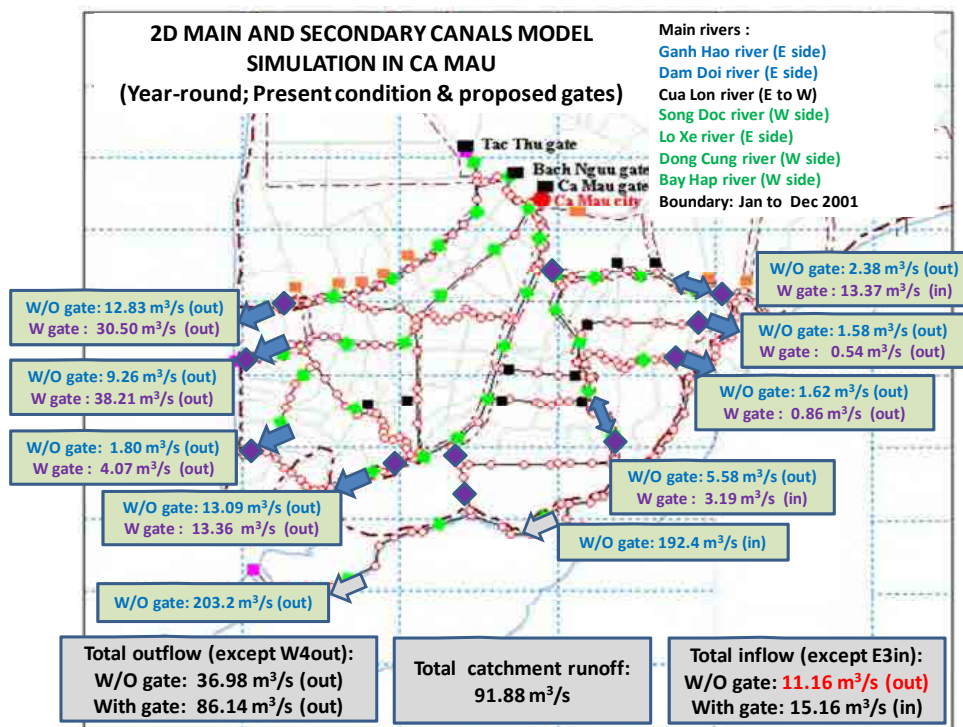 2D MAIN AND SECONDARY CANALS MODEL
SIMULATION IN CA MAU
(Year-round; Present condition & proposed gates)
Main rivers :
Ganh Hao river (E side)
Dam Doi river (E side)
Cua Lon river (E to W)
Song Doc river (W side)
Lo Xe river (E side)
Dong Cung river (W side)
Bay Hap river (W side)
Boundary: Jan to Dec 2001
Tac Thu gate
Bach Nguu gate
Ca Mau gate
Ca Mau city
W/O gate: 12.83 m³/s (out)
W gate : 30.50 m³/s (out)
W/O gate: 9.26 m³/s (out)
W gate : 38.21 m³/s (out)
W/O gate: 1.80 m³/s (out)
W gate : 4.07 m³/s (out)
W/O gate: 13.09 m³/s (out)
W gate : 13.36 m³/s (out)
W/O gate: 203.2 m³/s (out)
W/O gate: 2.38 m³/s (out)
W gate : 13.37 m³/s (in)
W/O gate: 1.58 m³/s (out)
W gate : 0.54 m³/s (out)
W/O gate: 1.62 m³/s (out)
W gate : 0.86 m³/s (out)
W/O gate: 5.58 m³/s (out)
W gate : 3.19 m³/s (in)
W/O gate: 192.4 m³/s (in)
Total outflow (except W4out):
W/O gate: 36.98 m³/s (out)
With gate: 86.14 m³/s (out)
Total catchment runoff:
91.88 m³/s
Total inflow (except E3in):
W/O gate: 11.16 m³/s (out)
With gate: 15.16 m³/s (in)